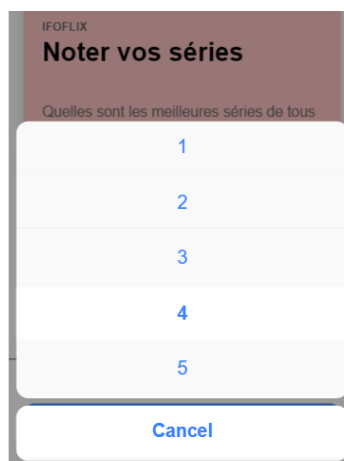 IFOFLIX
Noter vos séries
Quelles sont les meilleures séries de tous
1
2
3
4
5
Cancel